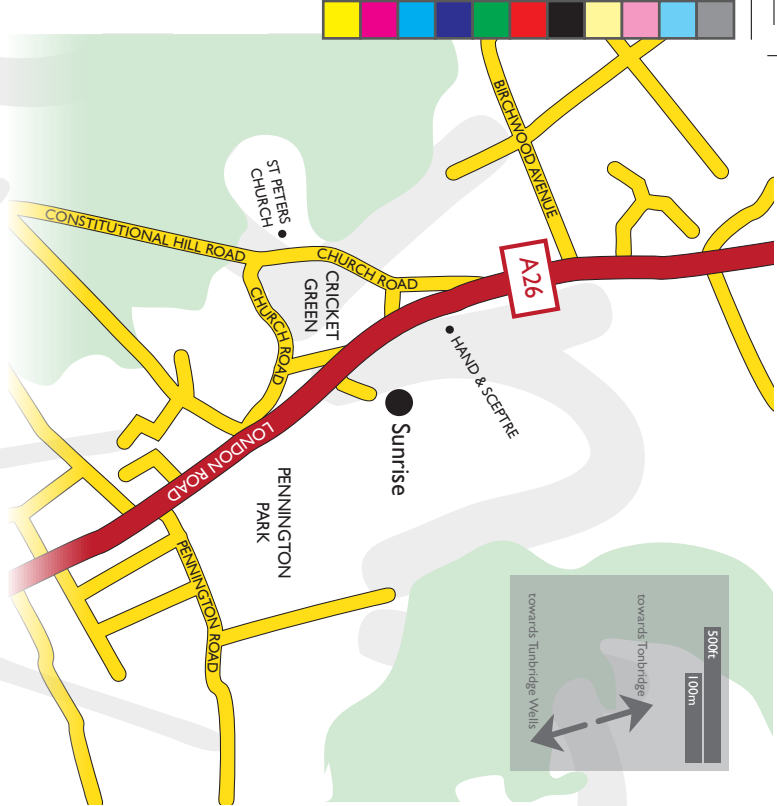 BIRCHWOOD AVENUE
ST PETERS
CHURCH
CONSTITUTIONAL HILL ROAD
CHURCH ROAD
A26
CRICKET
GREEN
CHURCH ROAD
HAND & SCEPTRE
Sunrise
LONDON ROAD
PENNINGTON
PARK
PENNINGTON ROAD
500ft
100m
towards Tonbridge
towards Tunbridge Wells